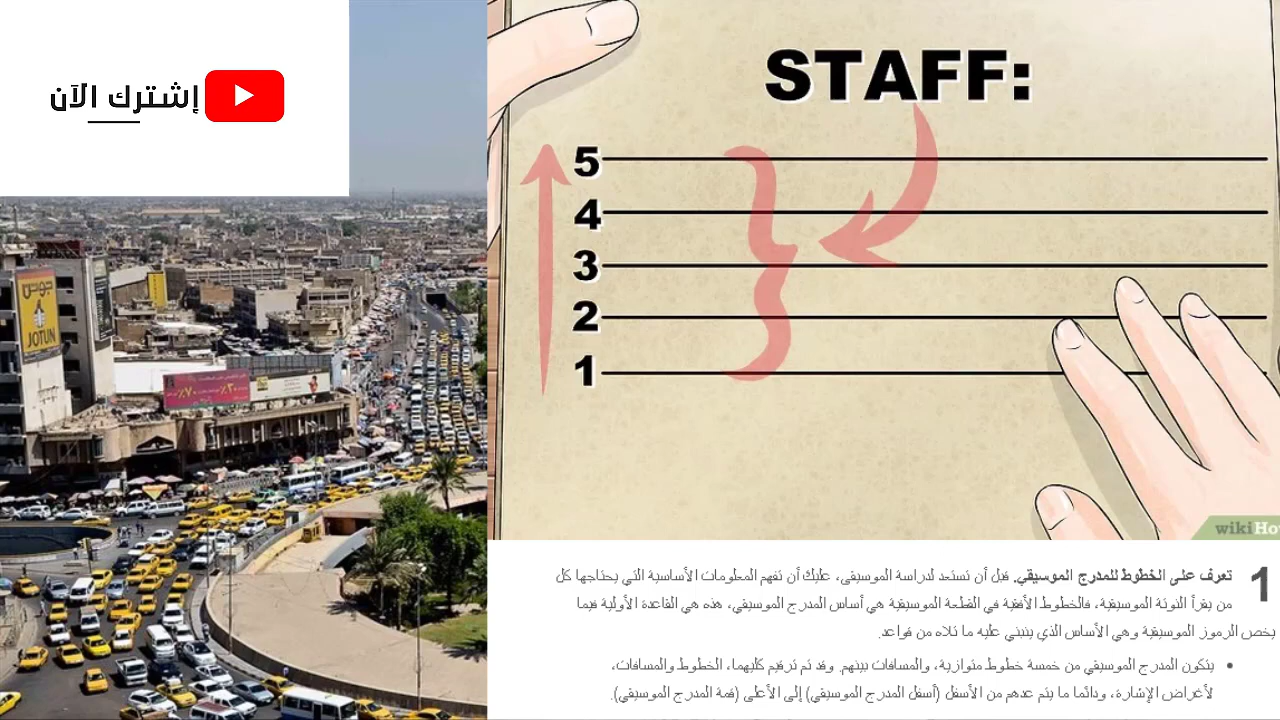 إشترك الآن
جوتن
JOTUN
STAFF:
5
4
3
2
1
wikiHo
1 تعرف على الخطوط للمدرج الموسيقي. قبل أن تستعد لدراسة الموسيقى، عليك أن تفهم المعلومات الأساسية التي يحتاجها كل
من يقرأ النوتة الموسيقية، فالخطوط الأفقية في القطعة الموسيقية هي أساس المدرج الموسيقي، هذه هي القاعدة الأولية فيما
يخص الرموز الموسيقية وهي الأساس الذي ينبني عليه ما تلاه من قواعد.
• يتكون المدرج الموسيقي من خمسة خطوط متوازية، والمسافات بينهم. وقد تم ترقيم كليهما، الخطوط والمسافات،
لأغراض الإشارة، ودائما ما يتم عدهم من الأسفل (أسفل المدرج الموسيقي) إلى الأعلى (قمة المدرج الموسيقي).